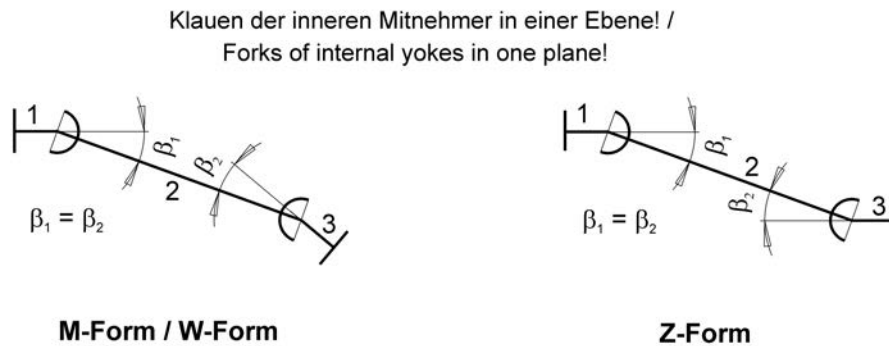 Klauen der inneren Mitnehmer in einer Ebene! /
Forks of internal yokes in one plane!
1
β₁
2
β₂
3
β₁ = β₂
M-Form / W-Form
1
β₁
2
β₂
3
β₁ = β₂
Z-Form